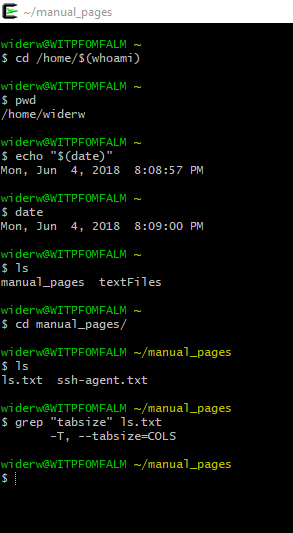 ~/manual_pages
widerw@WITPFOMFALM ~
$ cd /home/$(whoami)
widerw@WITPFOMFALM ~
$ pwd
/home/widerw
widerw@WITPFOMFALM ~
$ echo "$(date)"
Mon, Jun  4, 2018  8:08:57 PM
widerw@WITPFOMFALM ~
$ date
Mon, Jun  4, 2018  8:09:00 PM
widerw@WITPFOMFALM ~
$ ls
manual_pages  textFiles
widerw@WITPFOMFALM ~
$ cd manual_pages/
widerw@WITPFOMFALM ~/manual_pages
$ ls
ls.txt  ssh-agent.txt
widerw@WITPFOMFALM ~/manual_pages
$ grep "tabsize" ls.txt
       -T, --tabsize=COLS
widerw@WITPFOMFALM ~/manual_pages
$